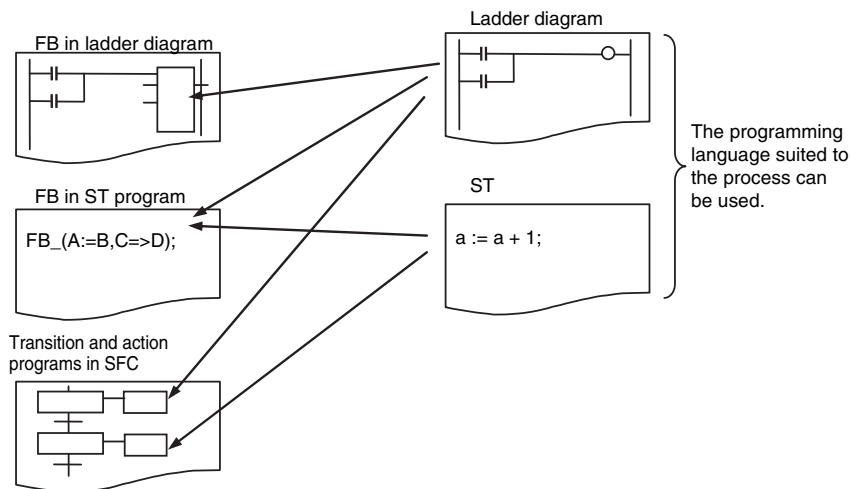 FB in ladder diagram
Ladder diagram
The programming
language suited to
the process can
be used.
FB in ST program
FB_(A:=B,C=>D);
ST
a := a + 1;
Transition and action
programs in SFC